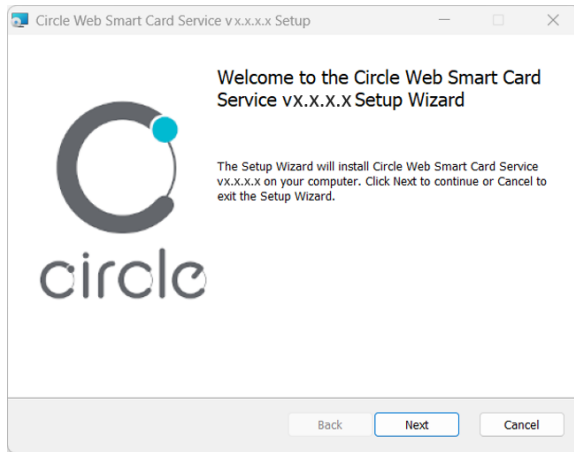 Circle Web Smart Card Service v x.x.x.x Setup
Welcome to the Circle Web Smart Card
Service vx.x.x.x Setup Wizard
The Setup Wizard will install Circle Web Smart Card Service
vx.x.x.x on your computer. Click Next to continue or Cancel to
exit the Setup Wizard.
circle
Back Next Cancel